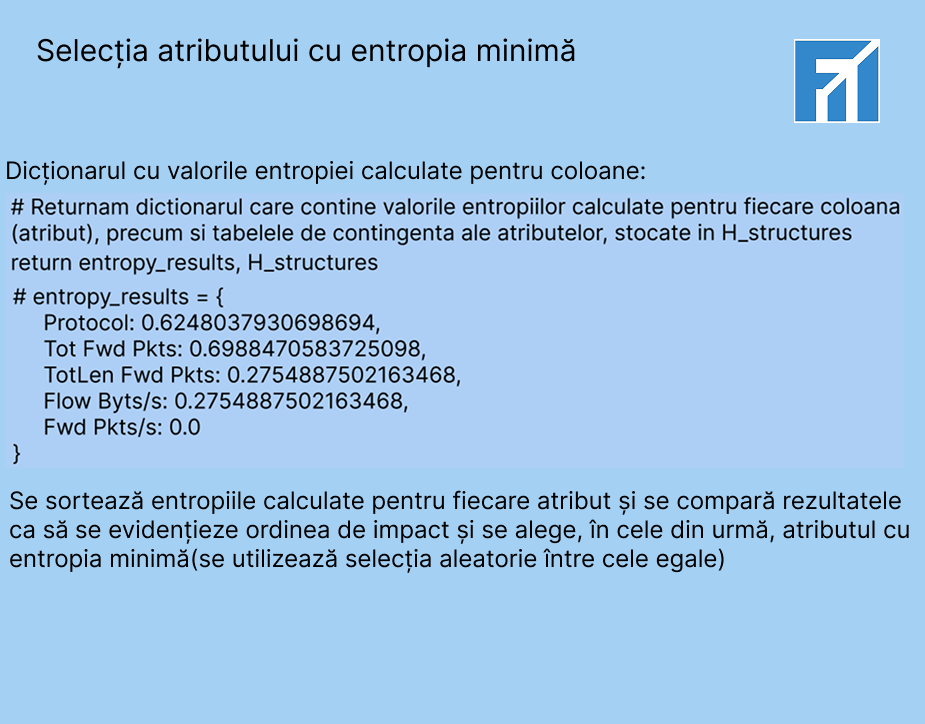 Selecția atributului cu entropia minimă
Dicționarul cu valorile entropiei calculate pentru coloane:
# Returnam dictionarul care contine valorile entropiilor calculate pentru fiecare coloana
(atribut), precum si tabelele de contingenta ale atributelor, stocate in H_structures
return entropy_results, H_structures
# entropy_results = {
Protocol: 0.6248037930698694,
Tot Fwd Pkts: 0.6988470583725098,
TotLen Fwd Pkts: 0.2754887502163468,
Flow Byts/s: 0.2754887502163468,
Fwd Pkts/s: 0.0
}
Se sortează entropiile calculate pentru fiecare atribut și se compară rezultatele
ca să se evidențieze ordinea de impact și se alege, în cele din urmă, atributul cu
entropia minimă(se utilizează selecția aleatorie între cele egale)